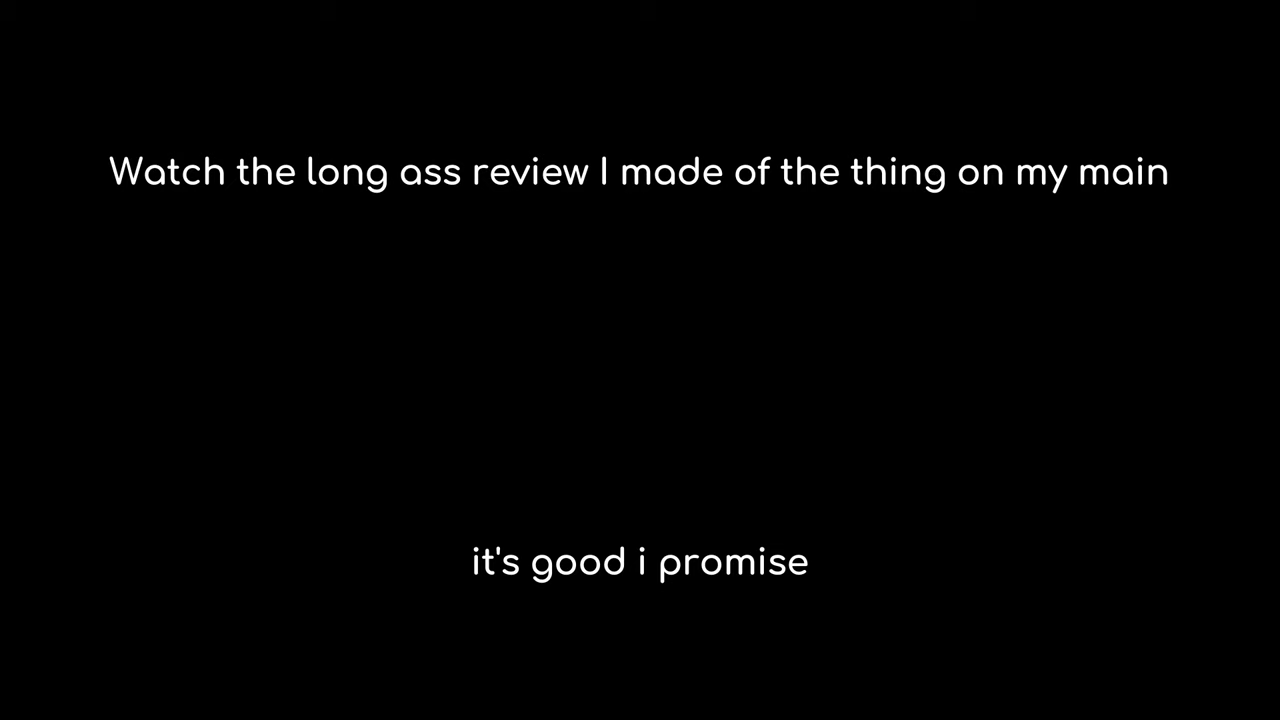 Watch the long ass review I made of the thing on my main
it's good i promise